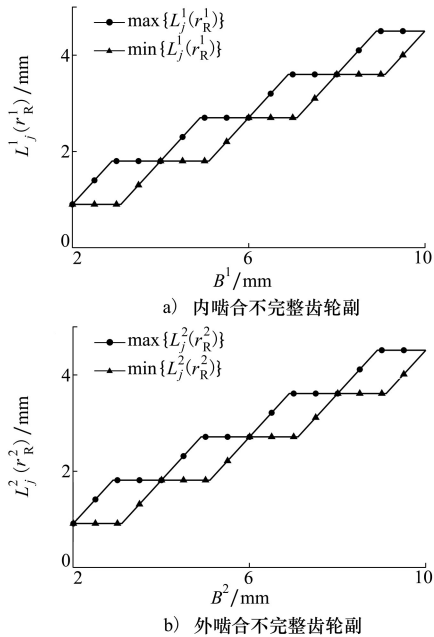 max{L_j^1(r_R^1)}
min{L_j^1(r_R^1)}
L_j^1(r_R^1)/mm
4
2
0
2 6 10
B^1/mm
a) 内啮合不完整齿轮副
max{L_j^2(r_R^2)}
min{L_j^2(r_R^2)}
L_j^2(r_R^2)/mm
4
2
0
2 6 10
B^2/mm
b) 外啮合不完整齿轮副